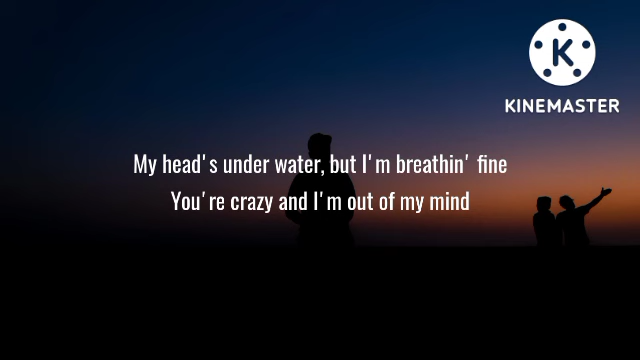 KINEMASTER
My head's under water, but I'm breathin' fine
You're crazy and I'm out of my mind